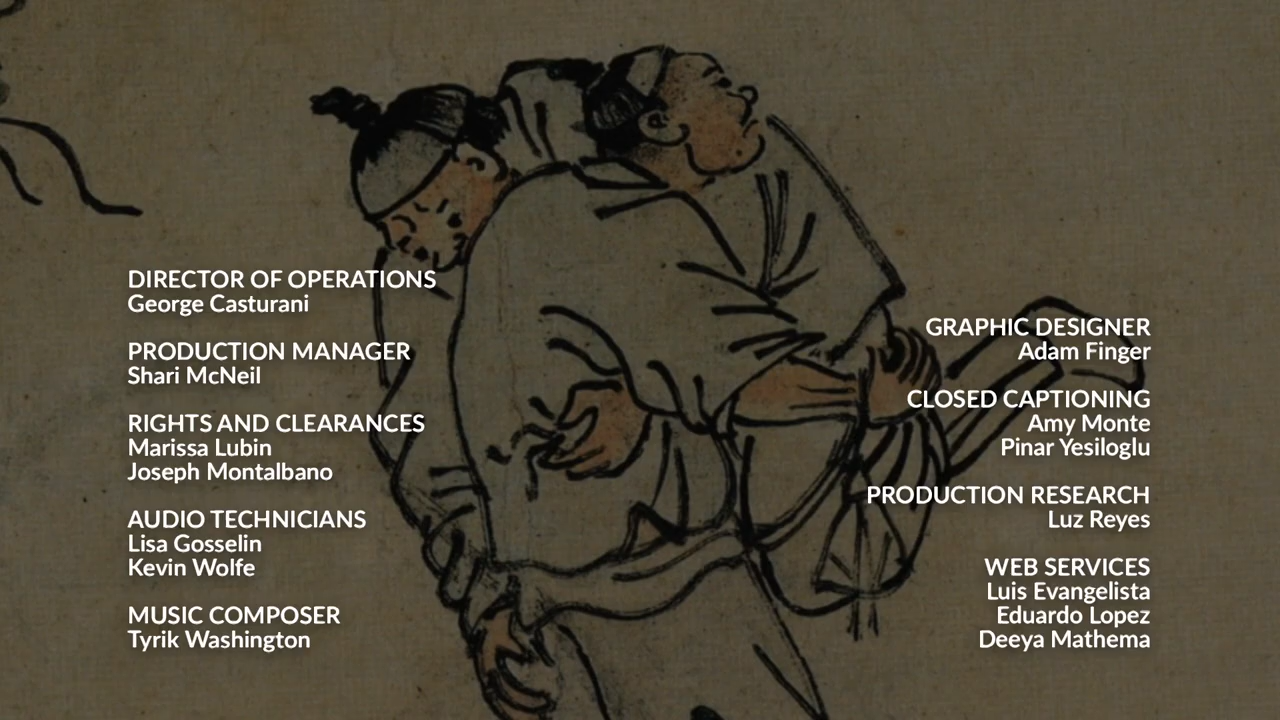 DIRECTOR OF OPERATIONS
George Casturani
PRODUCTION MANAGER
Shari McNeil
RIGHTS AND CLEARANCES
Marissa Lubin
Joseph Montalbano
AUDIO TECHNICIANS
Lisa Gosselin
Kevin Wolfe
MUSIC COMPOSER
Tyrik Washington
GRAPHIC DESIGNER
Adam Finger
CLOSED CAPTIONING
Amy Monte
Pinar Yesiloglu
PRODUCTION RESEARCH
Luz Reyes
WEB SERVICES
Luis Evangelista
Eduardo Lopez
Deeya Mathema